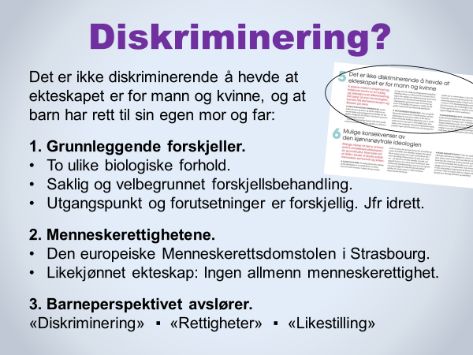 Diskriminering?
Det er ikke diskriminerende å hevde at
ekteskapet er for mann og kvinne, og at
barn har rett til sin egen mor og far:
5 Det er ikke diskriminerende å hevde at
ekteskapet er for mann og kvinne
6 Mulige konsekvenser av
den kjønnsnøytrale ideologien
1. Grunnleggende forskjeller.
• To ulike biologiske forhold.
• Saklig og velbegrunnet forskjellsbehandling.
• Utgangspunkt og forutsetninger er forskjellig. Jfr idrett.
2. Menneskerettighetene.
• Den europeiske Menneskerettsdomstolen i Strasbourg.
• Likekjønnet ekteskap: Ingen allmenn menneskerettighet.
3. Barneperspektivet avslører.
«Diskriminering» ▪ «Rettigheter» ▪ «Likestilling»